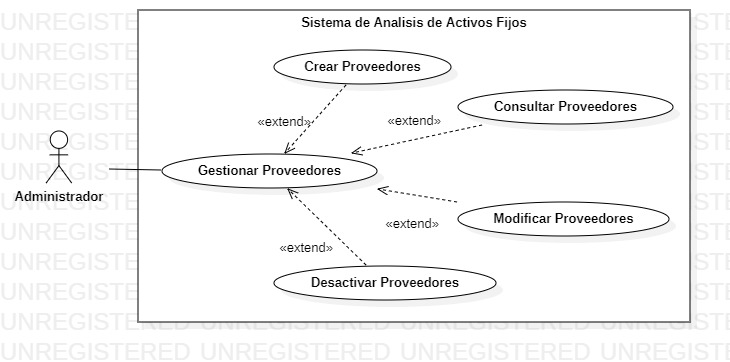 Sistema de Analisis de Activos Fijos
Crear Proveedores
Consultar Proveedores
«extend»
«extend»
Gestionar Proveedores
Administrador
Modificar Proveedores
«extend»
«extend»
Desactivar Proveedores
UNREGISTERED UNREGISTERED UNREGISTERED UNREGISTERED